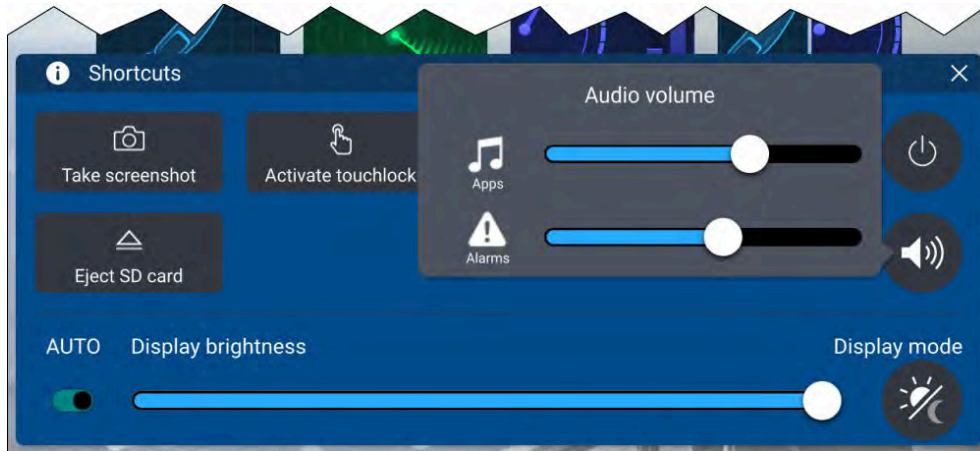 Shortcuts
Audio volume
Take screenshot
Activate touchlock
Apps
Eject SD card
Alarms
AUTO
Display brightness
Display mode